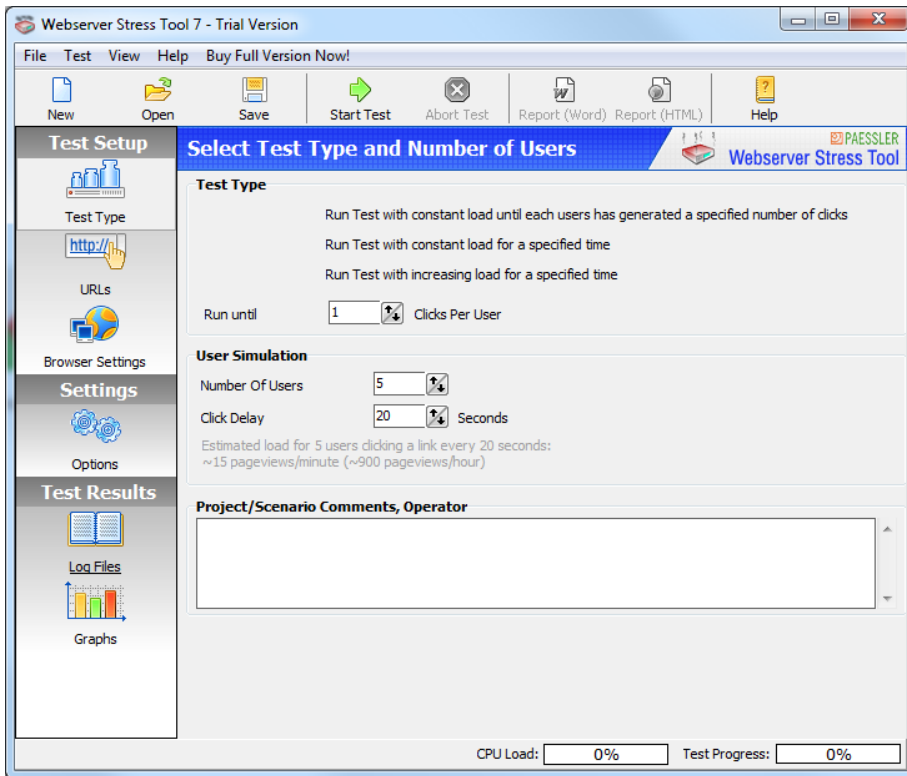 Webserver Stress Tool 7 - Trial Version
File Test View Help Buy Full Version Now!
New Open Save Start Test Abort Test Report (Word) Report (HTML) Help
Test Setup
Test Type
http://
URLs
Browser Settings
Settings
Options
Test Results
Log Files
Graphs
Select Test Type and Number of Users
PAESSLER
Webserver Stress Tool
Test Type
Run Test with constant load until each users has generated a specified number of clicks
Run Test with constant load for a specified time
Run Test with increasing load for a specified time
Run until 1 Clicks Per User
User Simulation
Number Of Users 5
Click Delay 20 Seconds
Estimated load for 5 users clicking a link every 20 seconds:
~15 pageviews/minute (~900 pageviews/hour)
Project/Scenario Comments, Operator
CPU Load: 0% Test Progress: 0%